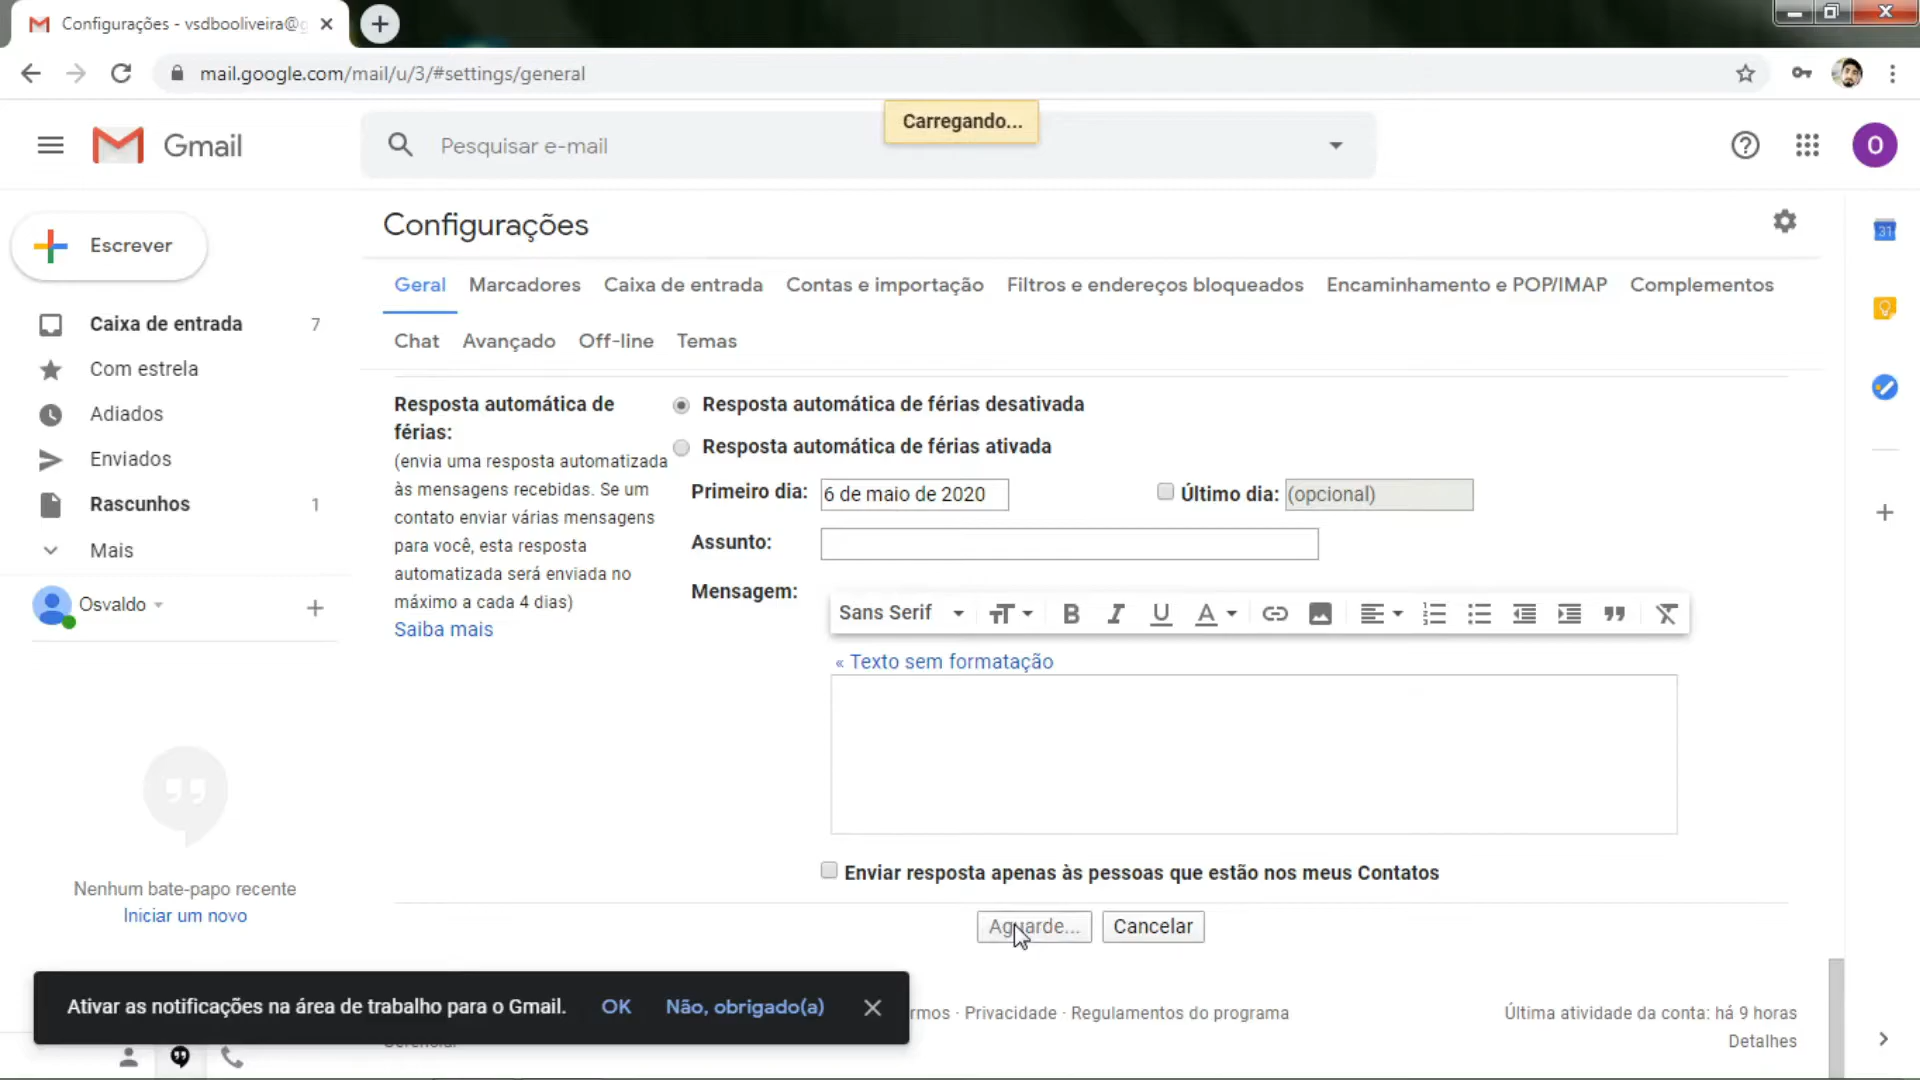 Configurações - vsdbooliveira@g
mail.google.com/mail/u/3/#settings/general
Carregando...
Gmail
Pesquisar e-mail
O
Escrever
Configurações
31
Geral Marcadores Caixa de entrada Contas e importação Filtros e endereços bloqueados Encaminhamento e POP/IMAP Complementos
Chat Avançado Off-line Temas
Caixa de entrada 7
Com estrela
Adiados
Enviados
Rascunhos 1
Mais
Osvaldo
Resposta automática de
férias:
(envia uma resposta automatizada
às mensagens recebidas. Se um
contato enviar várias mensagens
para você, esta resposta
automatizada será enviada no
máximo a cada 4 dias)
Saiba mais
Resposta automática de férias desativada
Resposta automática de férias ativada
Primeiro dia: 6 de maio de 2020 Último dia: (opcional)
Assunto:
Mensagem:
Sans Serif
« Texto sem formatação
Enviar resposta apenas às pessoas que estão nos meus Contatos
Aguarde... Cancelar
Nenhum bate-papo recente
Iniciar um novo
Ativar as notificações na área de trabalho para o Gmail. OK Não, obrigado(a)
rmos · Privacidade · Regulamentos do programa
Última atividade da conta: há 9 horas
Detalhes